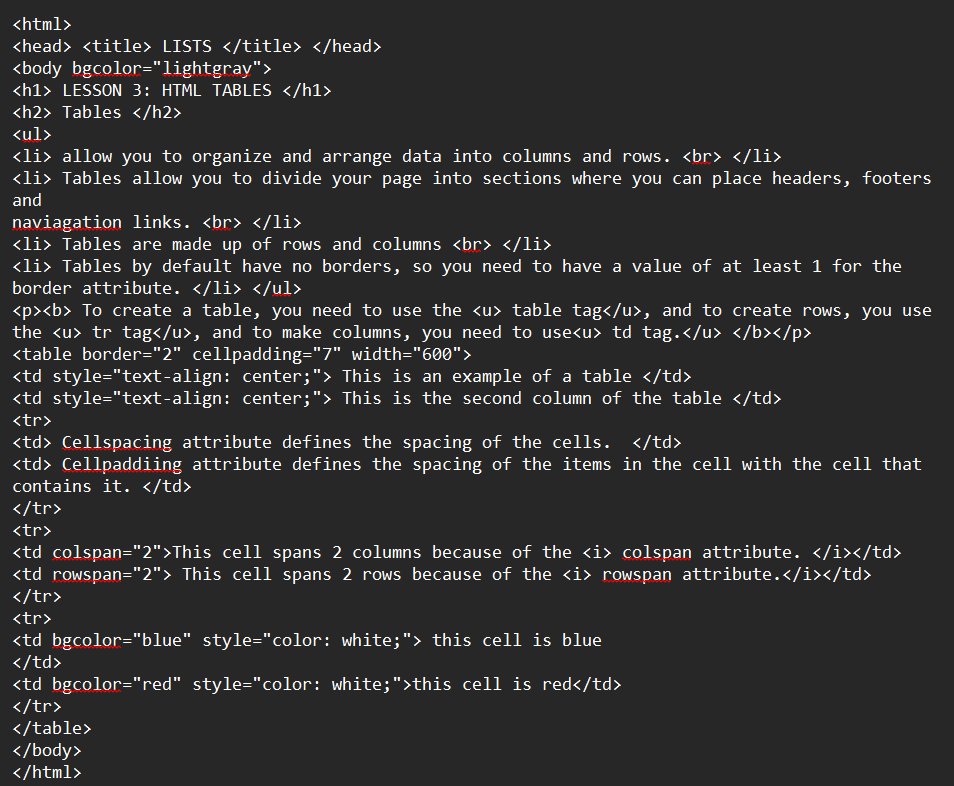 <html>
<head> <title> LISTS </title> </head>
<body bgcolor="lightgray">
<h1> LESSON 3: HTML TABLES </h1>
<h2> Tables </h2>
<ul>
<li> allow you to organize and arrange data into columns and rows. <br> </li>
<li> Tables allow you to divide your page into sections where you can place headers, footers
and
naviagation links. <br> </li>
<li> Tables are made up of rows and columns <br> </li>
<li> Tables by default have no borders, so you need to have a value of at least 1 for the
border attribute. </li> </ul>
<p><b> To create a table, you need to use the <u> table tag</u>, and to create rows, you use
the <u> tr tag</u>, and to make columns, you need to use<u> td tag.</u> </b></p>
<table border="2" cellpadding="7" width="600">
<td style="text-align: center;"> This is an example of a table </td>
<td style="text-align: center;"> This is the second column of the table </td>
<tr>
<td> Cellspacing attribute defines the spacing of the cells.  </td>
<td> Cellpaddiing attribute defines the spacing of the items in the cell with the cell that
contains it. </td>
</tr>
<tr>
<td colspan="2">This cell spans 2 columns because of the <i> colspan attribute. </i></td>
<td rowspan="2"> This cell spans 2 rows because of the <i> rowspan attribute.</i></td>
</tr>
<tr>
<td bgcolor="blue" style="color: white;"> this cell is blue
</td>
<td bgcolor="red" style="color: white;">this cell is red</td>
</tr>
</table>
</body>
</html>